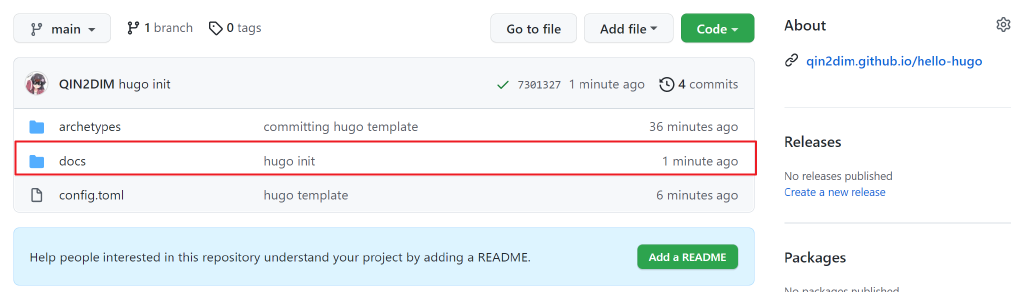 main 1 branch 0 tags Go to file Add file Code
QIN2DIM hugo init 7301327 1 minute ago 4 commits
archetypes committing hugo template 36 minutes ago
docs hugo init 1 minute ago
config.toml hugo template 6 minutes ago
Help people interested in this repository understand your project by adding a README. Add a README
About
qin2dim.github.io/hello-hugo
Releases
No releases published
Create a new release
Packages
No packages published